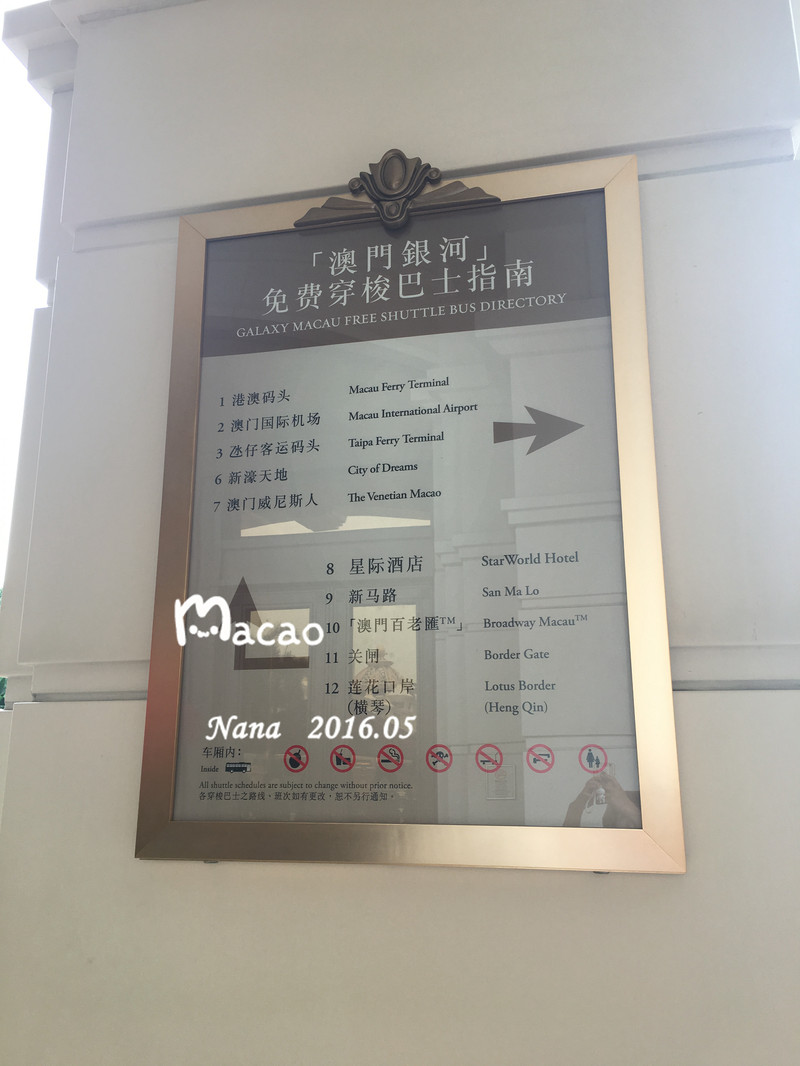 「澳門銀河」
免费穿梭巴士指南
GALAXY MACAU FREE SHUTTLE BUS DIRECTORY
1 港澳码头 Macau Ferry Terminal
2 澳门国际机场 Macau International Airport
3 氹仔客运码头 Taipa Ferry Terminal
6 新濠天地 City of Dreams
7 澳门威尼斯人 The Venetian Macao
8 星际酒店 StarWorld Hotel
9 新马路 San Ma Lo
10 「澳門百老匯™」 Broadway Macau™
11 关闸 Border Gate
12 莲花口岸 Lotus Border
(横琴) (Heng Qin)
Macao
Nana 2016.05
车厢内：
Inside
All shuttle schedules are subject to change without prior notice.
各穿梭巴士之路线、班次如有更改，恕不另行通知。